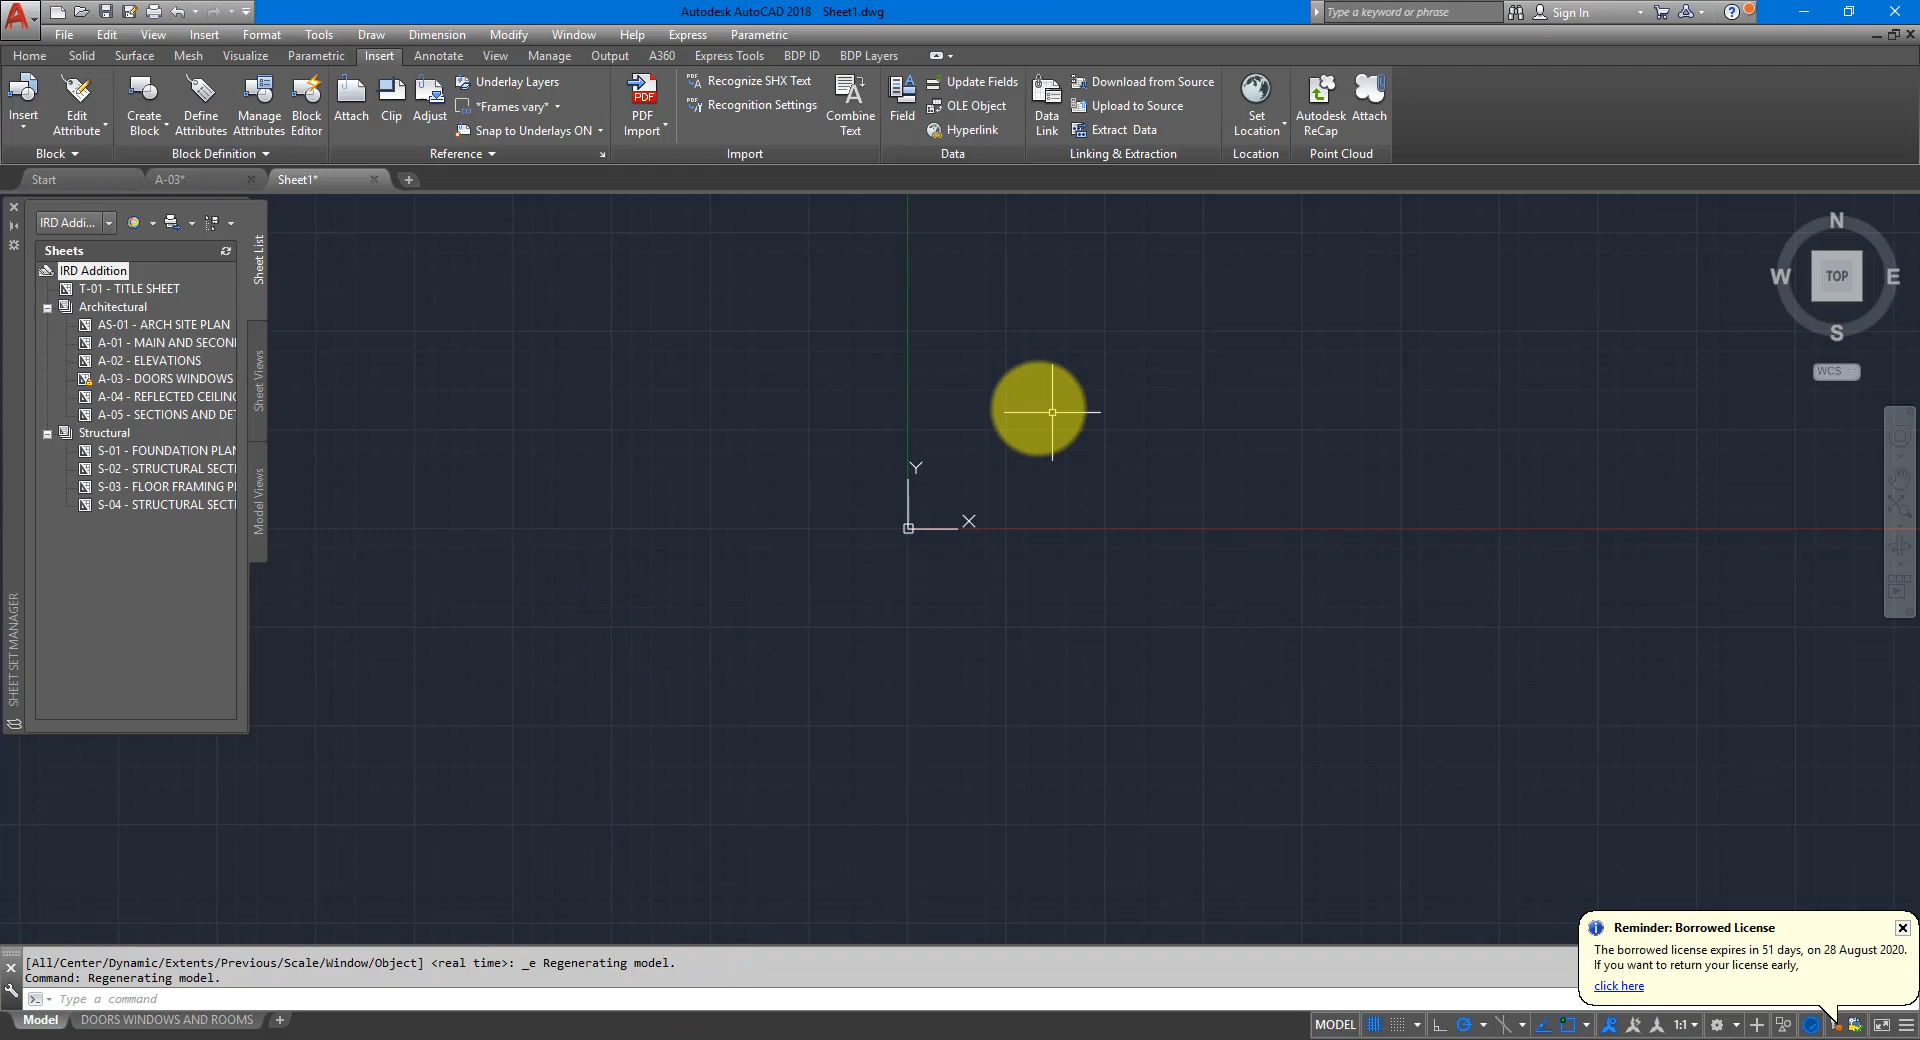 Autodesk AutoCAD 2018 Sheet1.dwg
Type a keyword or phrase
Sign In
File Edit View Insert Format Tools Draw Dimension Modify Window Help Express Parametric
Home Solid Surface Mesh Visualize Parametric Insert Annotate View Manage Output A360 Express Tools BDP ID BDP Layers
Insert
Edit
Attribute
Block
Create
Block
Define
Attributes
Manage
Attributes
Block
Editor
Block Definition
Attach
Clip
Adjust
Underlay Layers
*Frames vary*
Snap to Underlays ON
Reference
PDF
PDF
Import
Recognize SHX Text
Recognition Settings
Combine
Text
Import
Field
Update Fields
OLE Object
Hyperlink
Data
Data
Link
Download from Source
Upload to Source
Extract Data
Linking & Extraction
Set
Location
Location
Autodesk
ReCap
Attach
Point Cloud
Start A-03* Sheet1*
IRD Addi...
Sheets
IRD Addition
T-01 - TITLE SHEET
Architectural
AS-01 - ARCH SITE PLAN
A-01 - MAIN AND SECON
A-02 - ELEVATIONS
A-03 - DOORS WINDOWS
A-04 - REFLECTED CEILING
A-05 - SECTIONS AND DE
Structural
S-01 - FOUNDATION PLAN
S-02 - STRUCTURAL SECTI
S-03 - FLOOR FRAMING P
S-04 - STRUCTURAL SECTI
Sheet List
Sheet Views
Model Views
SHEET SET MANAGER
Y
X
N
W TOP E
S
WCS
[All/Center/Dynamic/Extents/Previous/Scale/Window/Object] <real time>: _e Regenerating model.
Command: Regenerating model.
Type a command
Model DOORS WINDOWS AND ROOMS
Reminder: Borrowed License
The borrowed license expires in 51 days, on 28 August 2020.
If you want to return your license early,
click here
MODEL 1:1